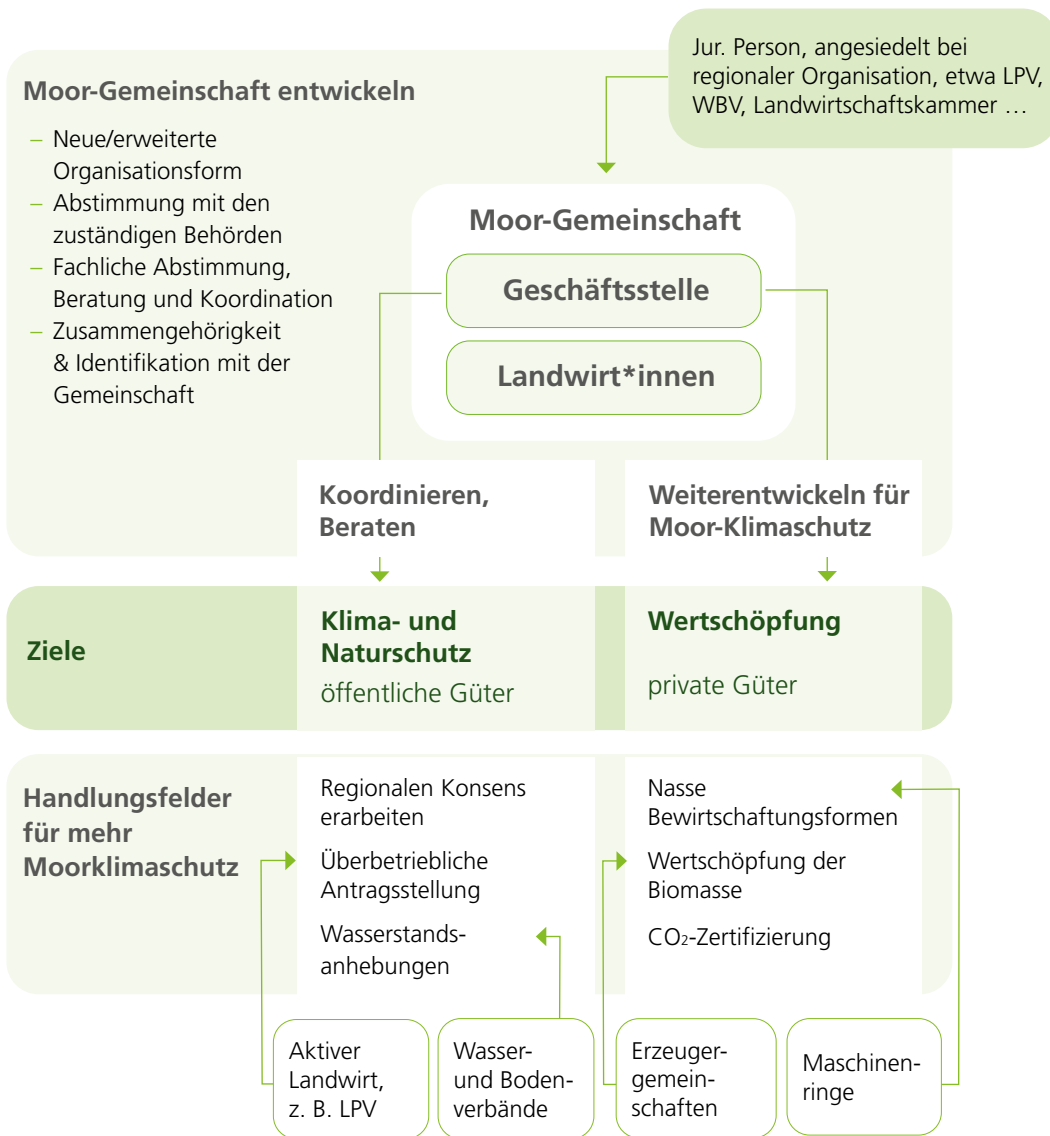 Jur. Person, angesiedelt bei
regionaler Organisation, etwa LPV,
WBV, Landwirtschaftskammer …
Moor-Gemeinschaft entwickeln
– Neue/erweiterte
Organisationsform
– Abstimmung mit den
zuständigen Behörden
– Fachliche Abstimmung,
Beratung und Koordination
– Zusammengehörigkeit
& Identifikation mit der
Gemeinschaft
Moor-Gemeinschaft
Geschäftsstelle
Landwirt*innen
Koordinieren,
Beraten
Weiterentwickeln für
Moor-Klimaschutz
Ziele
Klima- und
Naturschutz
öffentliche Güter
Wertschöpfung
private Güter
Handlungsfelder
für mehr
Moorklimaschutz
Regionalen Konsens
erarbeiten
Überbetriebliche
Antragsstellung
Wasserstands-
anhebungen
Nasse
Bewirtschaftungsformen
Wertschöpfung der
Biomasse
CO2-Zertifizierung
Aktiver
Landwirt,
z. B. LPV
Wasser-
und Boden-
verbände
Erzeuger-
gemein-
schaften
Maschinen-
ringe